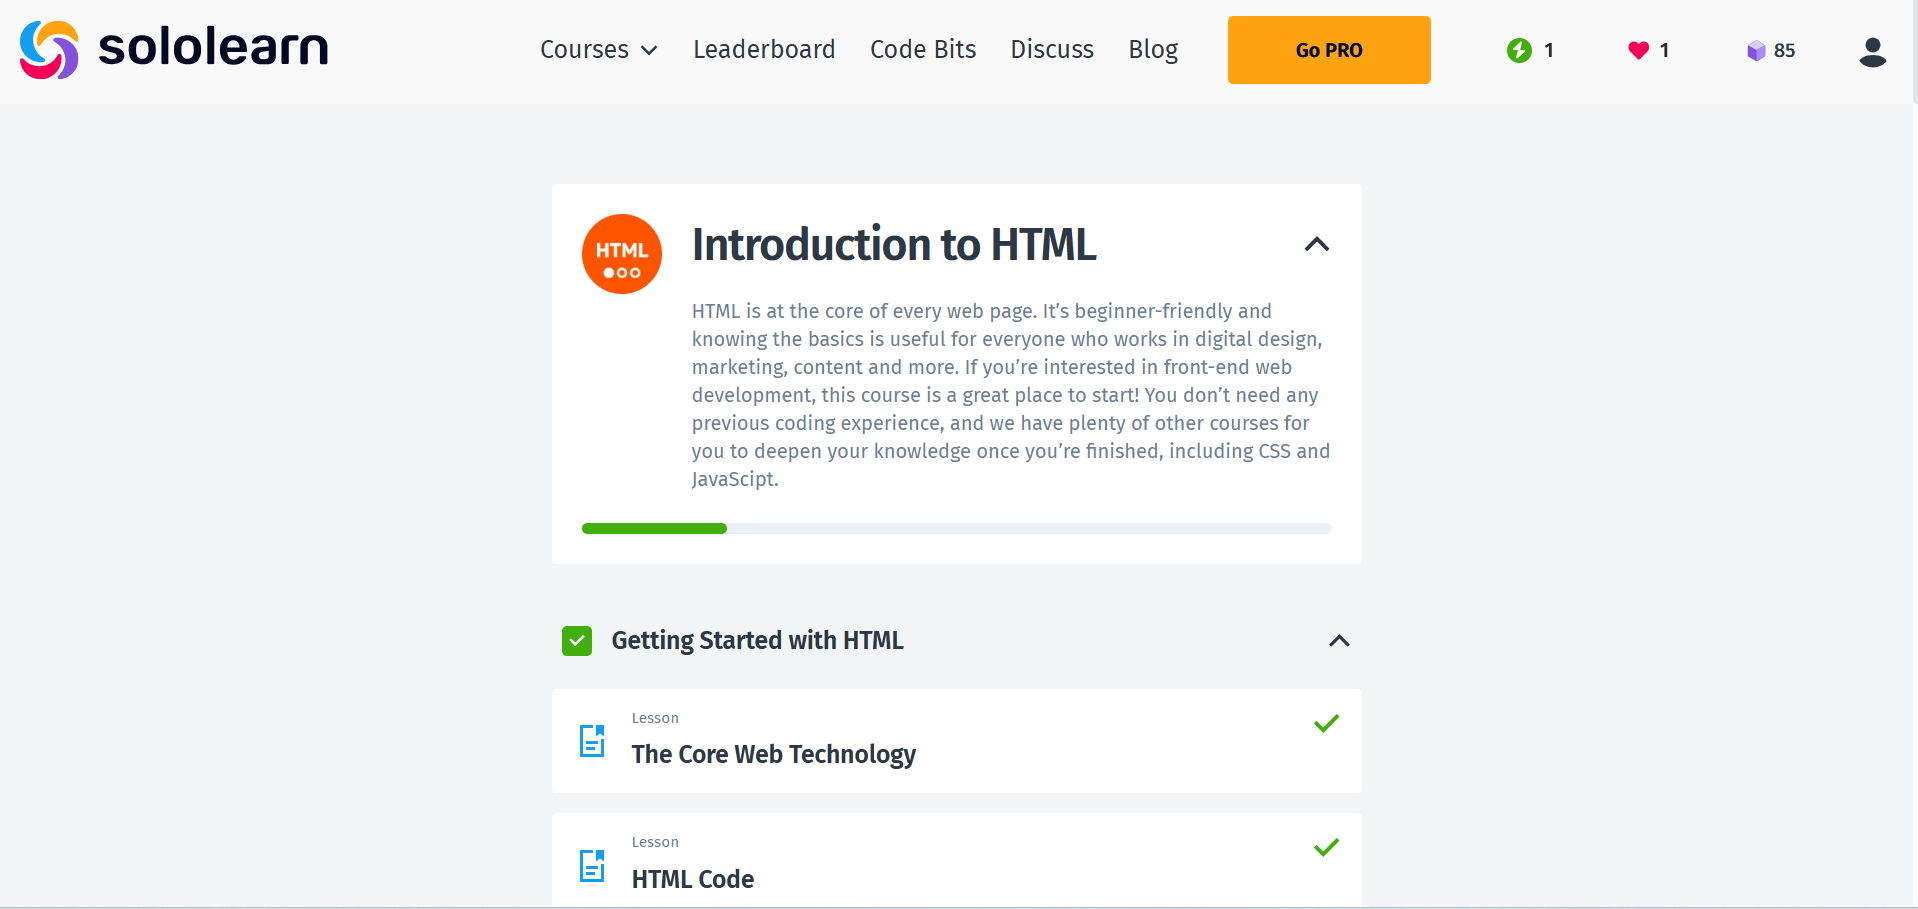 sololearn
Courses
Leaderboard
Code Bits
Discuss
Blog
Go PRO
1
1
85
HTML
Introduction to HTML
HTML is at the core of every web page. It’s beginner-friendly and
knowing the basics is useful for everyone who works in digital design,
marketing, content and more. If you’re interested in front-end web
development, this course is a great place to start! You don’t need any
previous coding experience, and we have plenty of other courses for
you to deepen your knowledge once you’re finished, including CSS and
JavaScipt.
Getting Started with HTML
Lesson
The Core Web Technology
Lesson
HTML Code